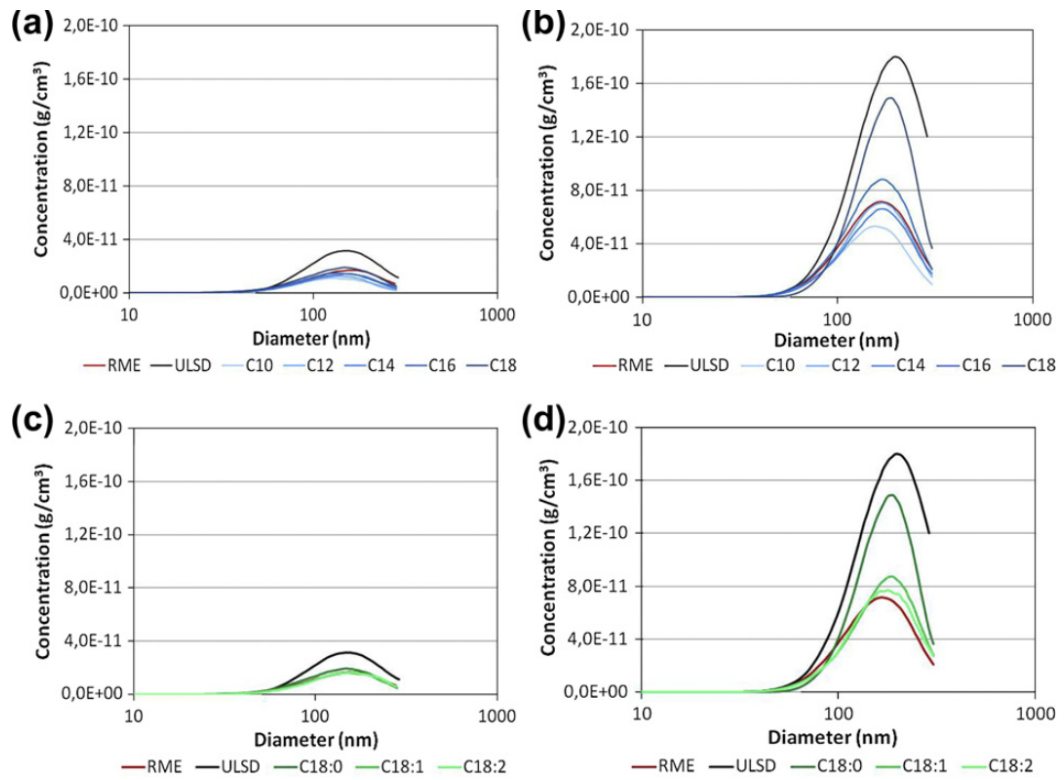 (a)
2,0E-10
1,6E-10
1,2E-10
8,0E-11
4,0E-11
0,0E+00
Concentration (g/cm³)
10 100 1000
Diameter (nm)
RME ULSD C10 C12 C14 C16 C18
(b)
2,0E-10
1,6E-10
1,2E-10
8,0E-11
4,0E-11
0,0E+00
Concentration (g/cm³)
10 100 1000
Diameter (nm)
RME ULSD C10 C12 C14 C16 C18
(c)
2,0E-10
1,6E-10
1,2E-10
8,0E-11
4,0E-11
0,0E+00
Concentration (g/cm³)
10 100 1000
Diameter (nm)
RME ULSD C18:0 C18:1 C18:2
(d)
2,0E-10
1,6E-10
1,2E-10
8,0E-11
4,0E-11
0,0E+00
Concentration (g/cm³)
10 100 1000
Diameter (nm)
RME ULSD C18:0 C18:1 C18:2